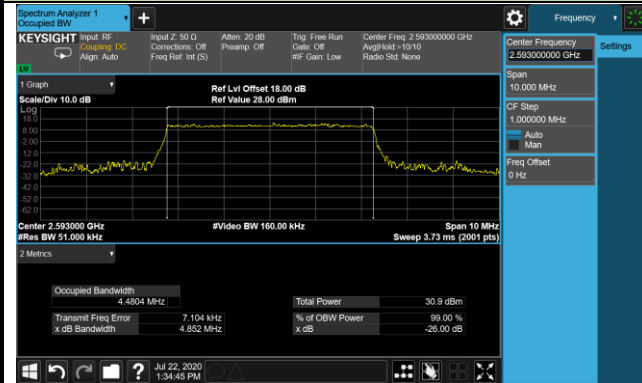 Spectrum Analyzer 1
Occupied BW
Frequency
KEYSIGHT
Input: RF
Coupling: DC
Align: Auto
Input Z: 50 Ω
Corrections: Off
Freq Ref: Int (S)
Atten: 20 dB
Preamp: Off
Trig: Free Run
Gate: Off
#IF Gain: Low
Center Freq: 2.593000000 GHz
Avg|Hold:>10/10
Radio Std: None
Center Frequency
2.593000000 GHz
Settings
Span
10.000 MHz
CF Step
1.000000 MHz
Auto
Man
Freq Offset
0 Hz
1 Graph
Scale/Div 10.0 dB
Ref Lvl Offset 18.00 dB
Ref Value 28.00 dBm
Log
18.0
8.00
-2.00
-12.0
-22.0
-32.0
-42.0
-52.0
-62.0
Center 2.593000 GHz
#Res BW 51.000 kHz
#Video BW 160.00 kHz
Span 10 MHz
Sweep 3.73 ms (2001 pts)
2 Metrics
Occupied Bandwidth
4.4804 MHz
Transmit Freq Error 7.104 kHz
x dB Bandwidth 4.852 MHz
Total Power 30.9 dBm
% of OBW Power 99.00 %
x dB -26.00 dB
?
Jul 22, 2020
1:34:45 PM